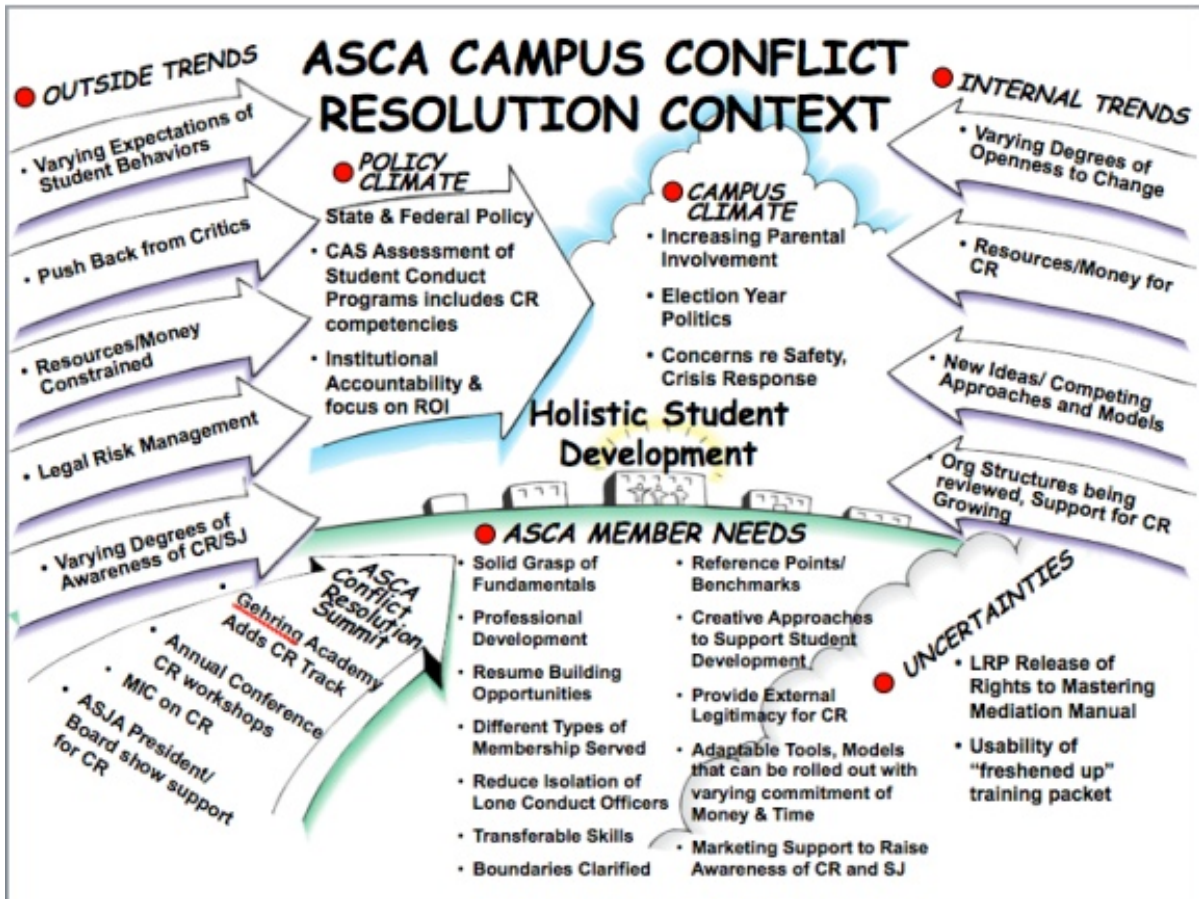 ASCA CAMPUS CONFLICT
RESOLUTION CONTEXT
OUTSIDE TRENDS
• Varying Expectations of
Student Behaviors
• Push Back from Critics
• Resources/Money
Constrained
• Legal Risk Management
• Varying Degrees of
Awareness of CR/SJ
POLICY
CLIMATE
State & Federal Policy
• CAS Assessment of
Student Conduct
Programs includes CR
competencies
• Institutional
Accountability &
focus on ROI
CAMPUS
CLIMATE
• Increasing Parental
Involvement
• Election Year
Politics
• Concerns re Safety,
Crisis Response
INTERNAL TRENDS
• Varying Degrees of
Openness to Change
• Resources/Money for
CR
• New Ideas/ Competing
Approaches and Models
• Org Structures being
reviewed, Support for CR
Growing
Holistic Student
Development
ASCA
Conflict
Resolution
Summit
• Gehring Academy
Adds CR Track
• Annual Conference
CR workshops
• MIC on CR
• ASJA President/
Board show support
for CR
ASCA MEMBER NEEDS
• Solid Grasp of
Fundamentals
• Professional
Development
• Resume Building
Opportunities
• Different Types of
Membership Served
• Reduce Isolation of
Lone Conduct Officers
• Transferable Skills
• Boundaries Clarified
• Reference Points/
Benchmarks
• Creative Approaches
to Support Student
Development
• Provide External
Legitimacy for CR
• Adaptable Tools, Models
that can be rolled out with
varying commitment of
Money & Time
• Marketing Support to Raise
Awareness of CR and SJ
UNCERTAINTIES
• LRP Release of
Rights to Mastering
Mediation Manual
• Usability of
“freshened up”
training packet